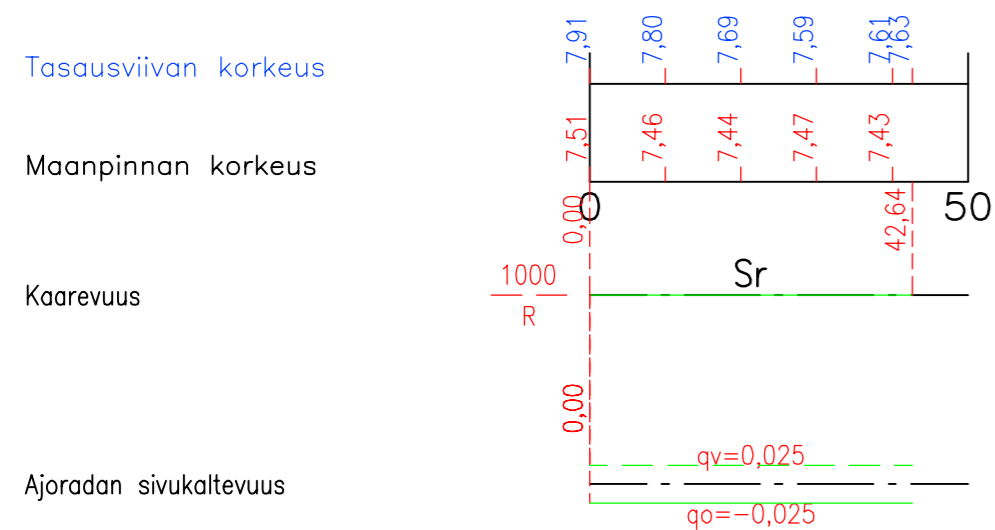 Tasausviivan korkeus 7,91 7,80 7,69 7,59 7,61 7,63
Maanpinnan korkeus 7,51 7,46 7,44 7,47 7,43
0 50
0,00 42,64
Kaarevuus 1000 Sr
R
0,00
qv=0,025
Ajoradan sivukaltevuus
qo=-0,025